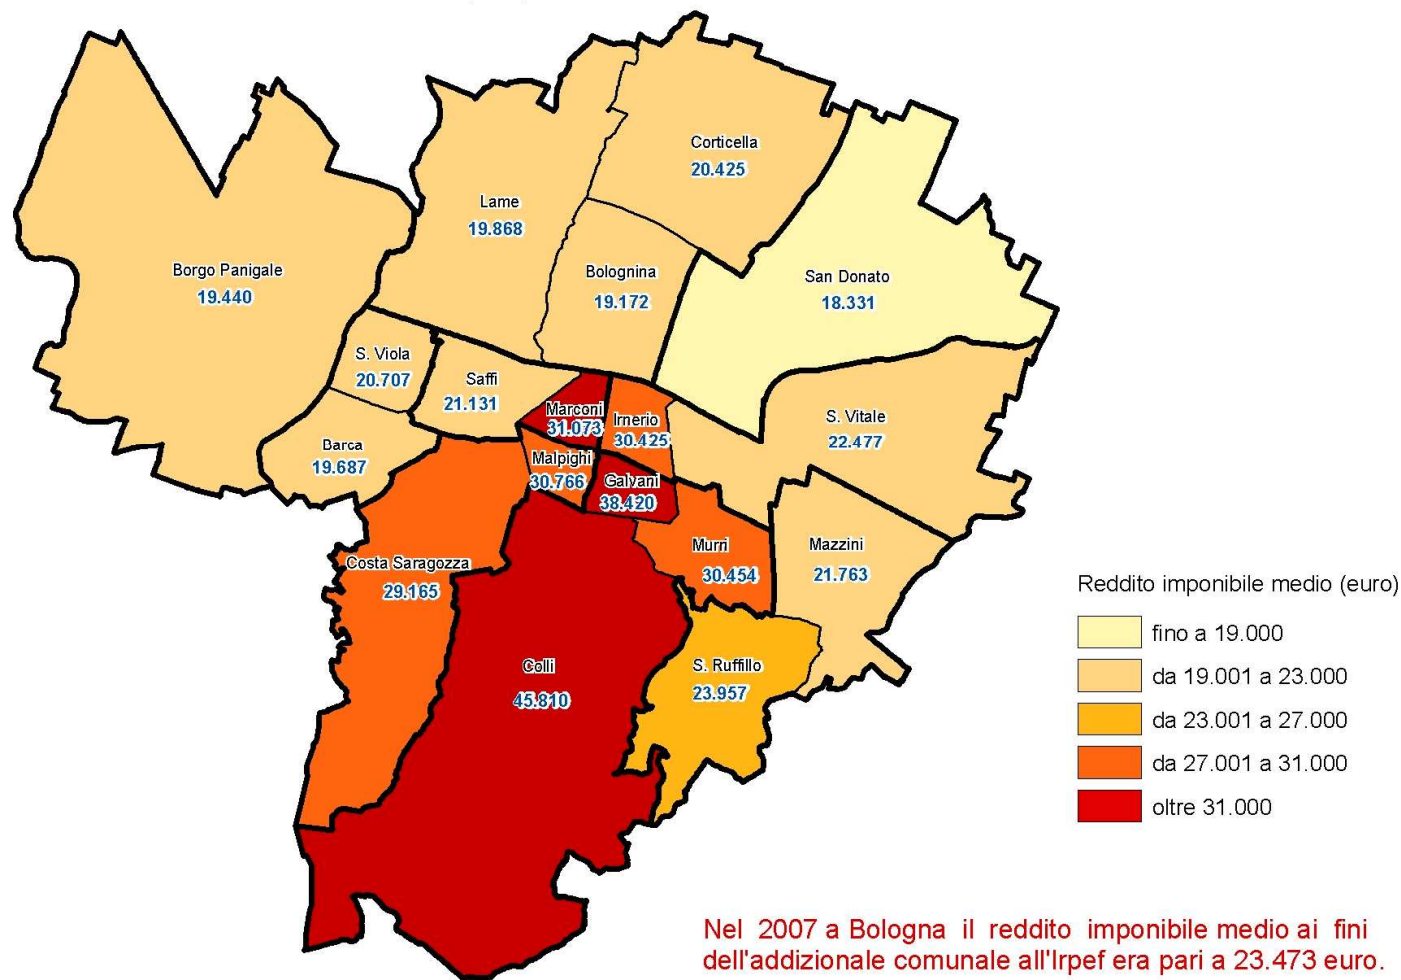 Corticella
20.425
Lame
19.868
Borgo Panigale
19.440
Bolognina
19.172
San Donato
18.331
S. Viola
20.707
Saffi
21.131
Marconi
31.073
Irnerio
30.425
S. Vitale
22.477
Barca
19.687
Malpighi
30.766
Galvani
38.420
Costa Saragozza
29.165
Murri
30.454
Mazzini
21.763
Colli
45.810
S. Ruffillo
23.957
Reddito imponibile medio (euro)
fino a 19.000
da 19.001 a 23.000
da 23.001 a 27.000
da 27.001 a 31.000
oltre 31.000
Nel 2007 a Bologna il reddito imponibile medio ai fini
dell'addizionale comunale all'Irpef era pari a 23.473 euro.